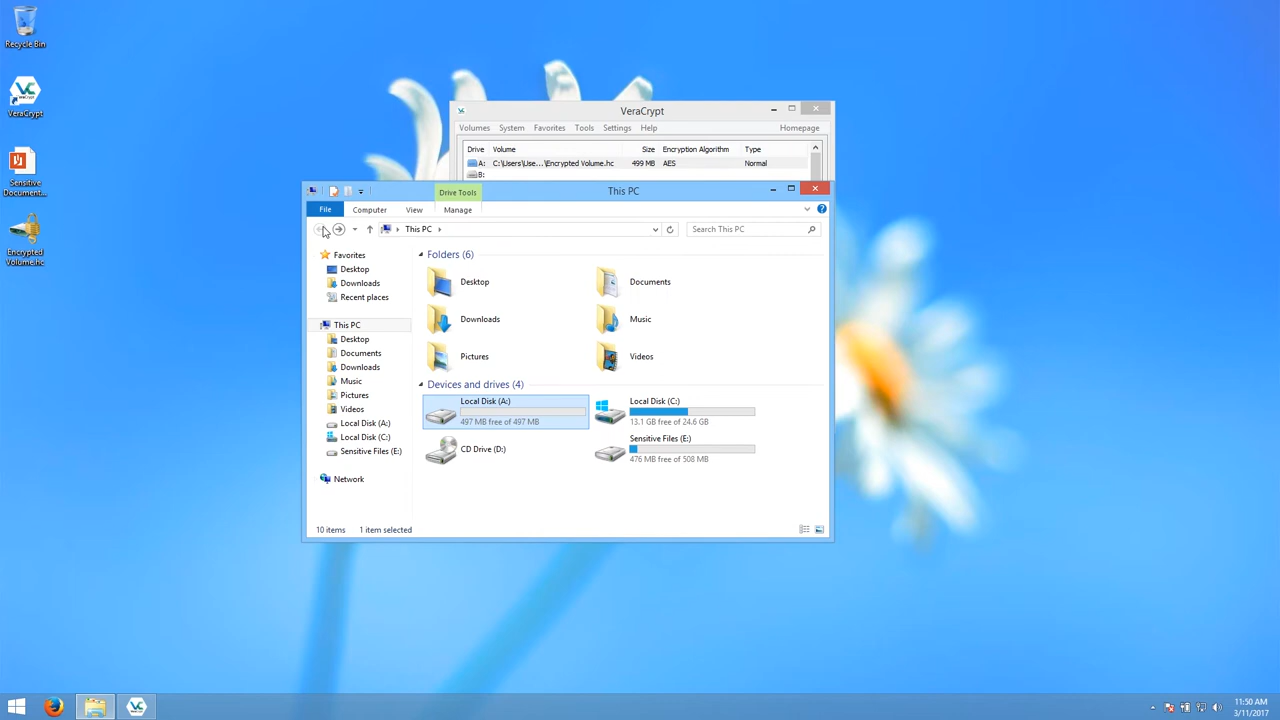 Recycle Bin
VeraCrypt
Sensitive
Document...
Encrypted
Volume.hc
VeraCrypt
Volumes System Favorites Tools Settings Help Homepage
Drive Volume Size Encryption Algorithm Type
A: C:\Users\Use...\Encrypted Volume.hc 499 MB AES Normal
B:
Drive Tools
This PC
File Computer View Manage
This PC
Search This PC
Favorites
Desktop
Downloads
Recent places
This PC
Desktop
Documents
Downloads
Music
Pictures
Videos
Local Disk (A:)
Local Disk (C:)
Sensitive Files (E:)
Network
Folders (6)
Desktop
Documents
Downloads
Music
Pictures
Videos
Devices and drives (4)
Local Disk (A:)
497 MB free of 497 MB
Local Disk (C:)
13.1 GB free of 24.6 GB
CD Drive (D:)
Sensitive Files (E:)
476 MB free of 508 MB
10 items 1 item selected
11:50 AM
3/11/2017